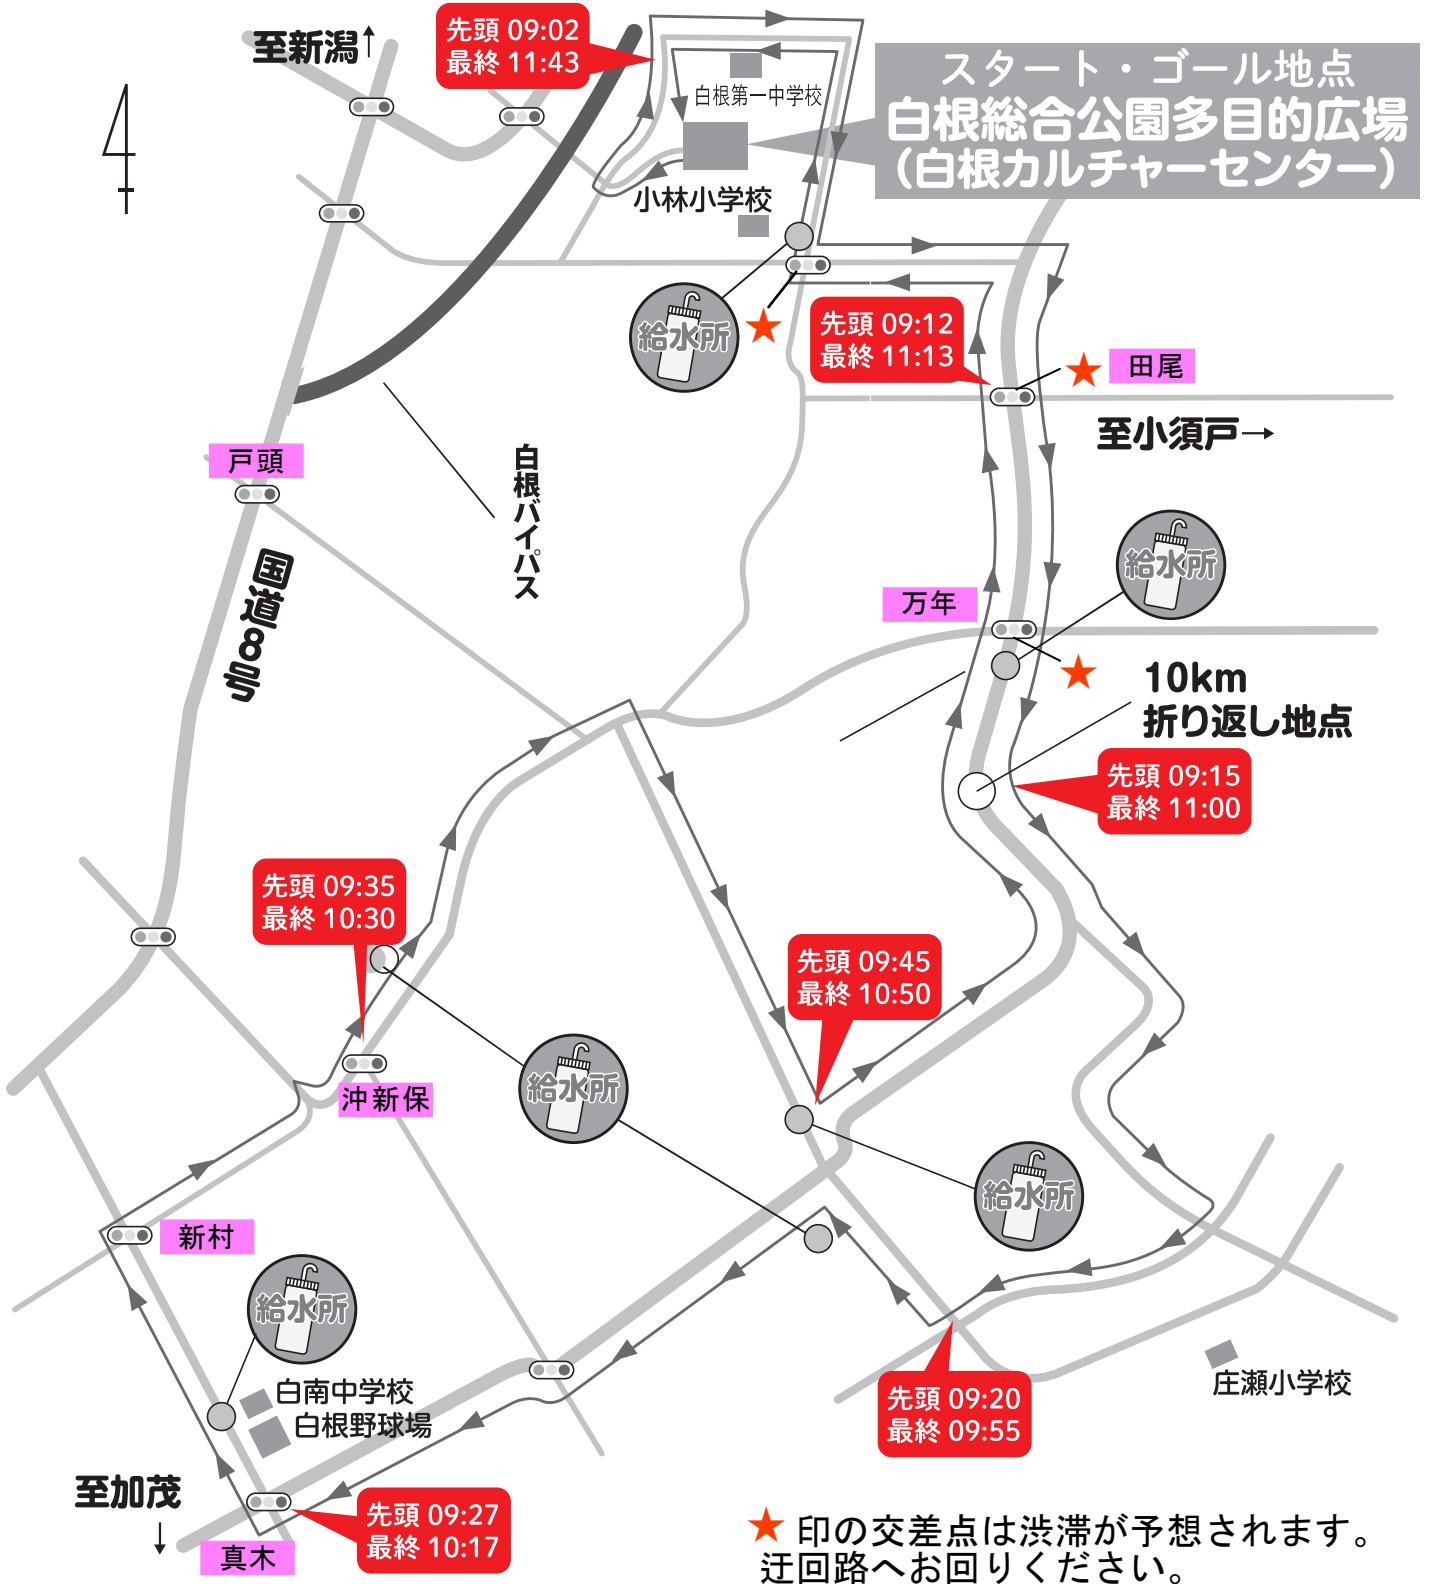 至新潟
先頭 09:02
最終 11:43
スタート・ゴール地点
白根総合公園多目的広場
（白根カルチャーセンター）
白根第一中学校
小林小学校
給水所
先頭 09:12
最終 11:13
田尾
至小須戸
戸頭
白根バイパス
国道8号
給水所
万年
10km
折り返し地点
先頭 09:15
最終 11:00
先頭 09:35
最終 10:30
先頭 09:45
最終 10:50
沖新保
給水所
給水所
新村
給水所
白南中学校
白根野球場
庄瀬小学校
先頭 09:20
最終 09:55
至加茂
先頭 09:27
最終 10:17
真木
★ 印の交差点は渋滞が予想されます。
迂回路へお回りください。